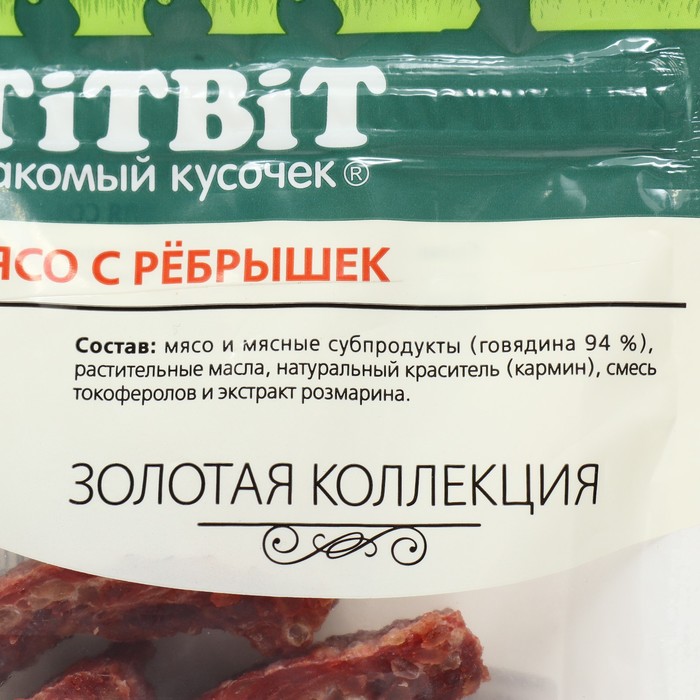 TiTBiT
акомый кусочек®
ЯСО С РЁБРЫШЕК
Состав: мясо и мясные субпродукты (говядина 94 %),
растительные масла, натуральный краситель (кармин), смесь
токоферолов и экстракт розмарина.
ЗОЛОТАЯ КОЛЛЕКЦИЯ